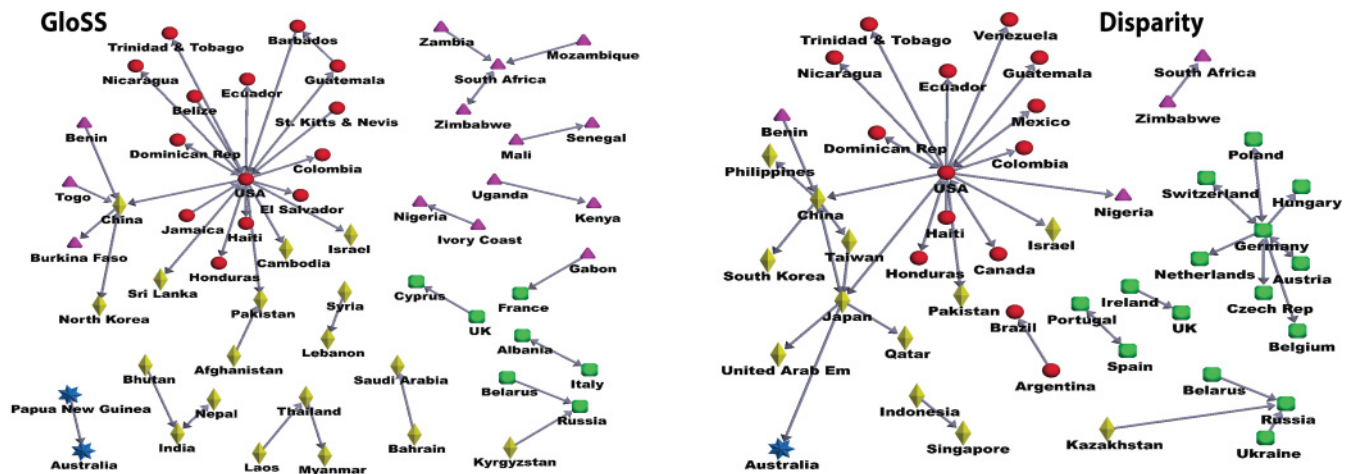 GloSS
Trinidad & Tobago
Barbados
Zambia
Mozambique
Nicaragua
Guatemala
South Africa
Ecuador
Belize
St. Kitts & Nevis
Zimbabwe
Benin
Senegal
Dominican Rep
Mali
Colombia
USA
Togo
China
El Salvador
Uganda
Kenya
Nigeria
Jamaica
Haiti
Israel
Ivory Coast
Burkina Faso
Cambodia
Honduras
Sri Lanka
Gabon
Cyprus
France
North Korea
Pakistan
Syria
UK
Lebanon
Albania
Afghanistan
Bhutan
Saudi Arabia
Italy
Belarus
Papua New Guinea
Nepal
Thailand
Russia
India
Australia
Laos
Myanmar
Bahrain
Kyrgyzstan
Disparity
Trinidad & Tobago
Venezuela
Nicaragua
Guatemala
South Africa
Ecuador
Zimbabwe
Benin
Mexico
Dominican Rep
Colombia
Poland
Philippines
USA
Switzerland
Hungary
China
Nigeria
Haiti
Israel
Germany
South Korea
Taiwan
Honduras
Canada
Netherlands
Austria
Ireland
Czech Rep
Japan
Pakistan
Brazil
Portugal
UK
Belgium
United Arab Em
Qatar
Spain
Argentina
Belarus
Indonesia
Russia
Australia
Singapore
Kazakhstan
Ukraine